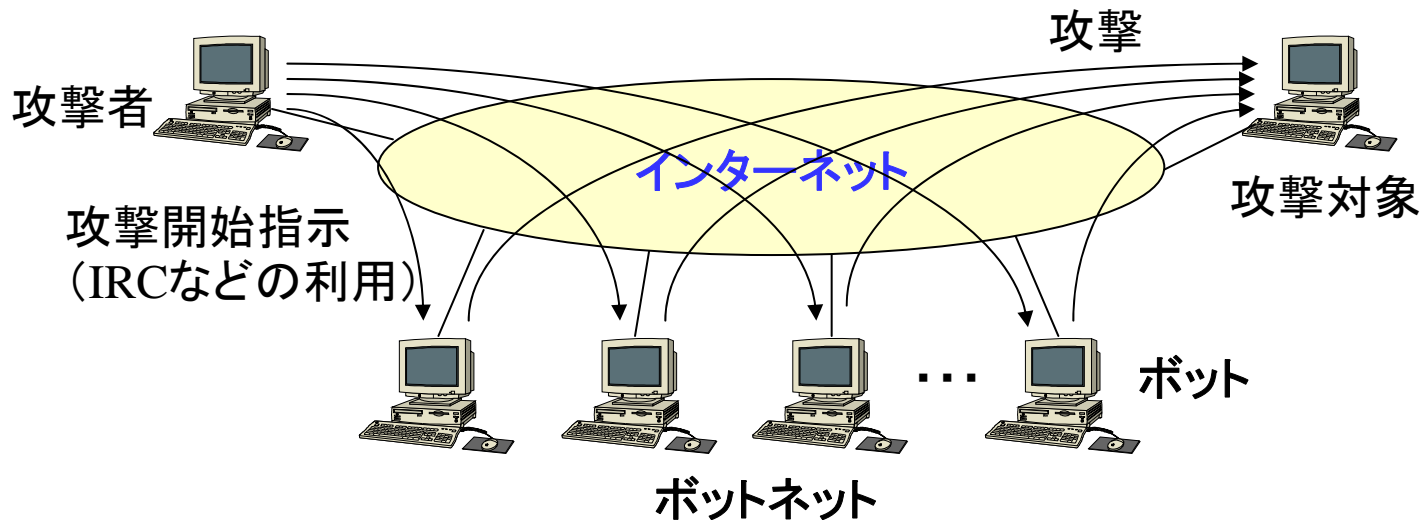 攻撃
攻撃者
インターネット
攻撃対象
攻撃開始指示
（IRCなどの利用）
・・・
ボット
ボットネット